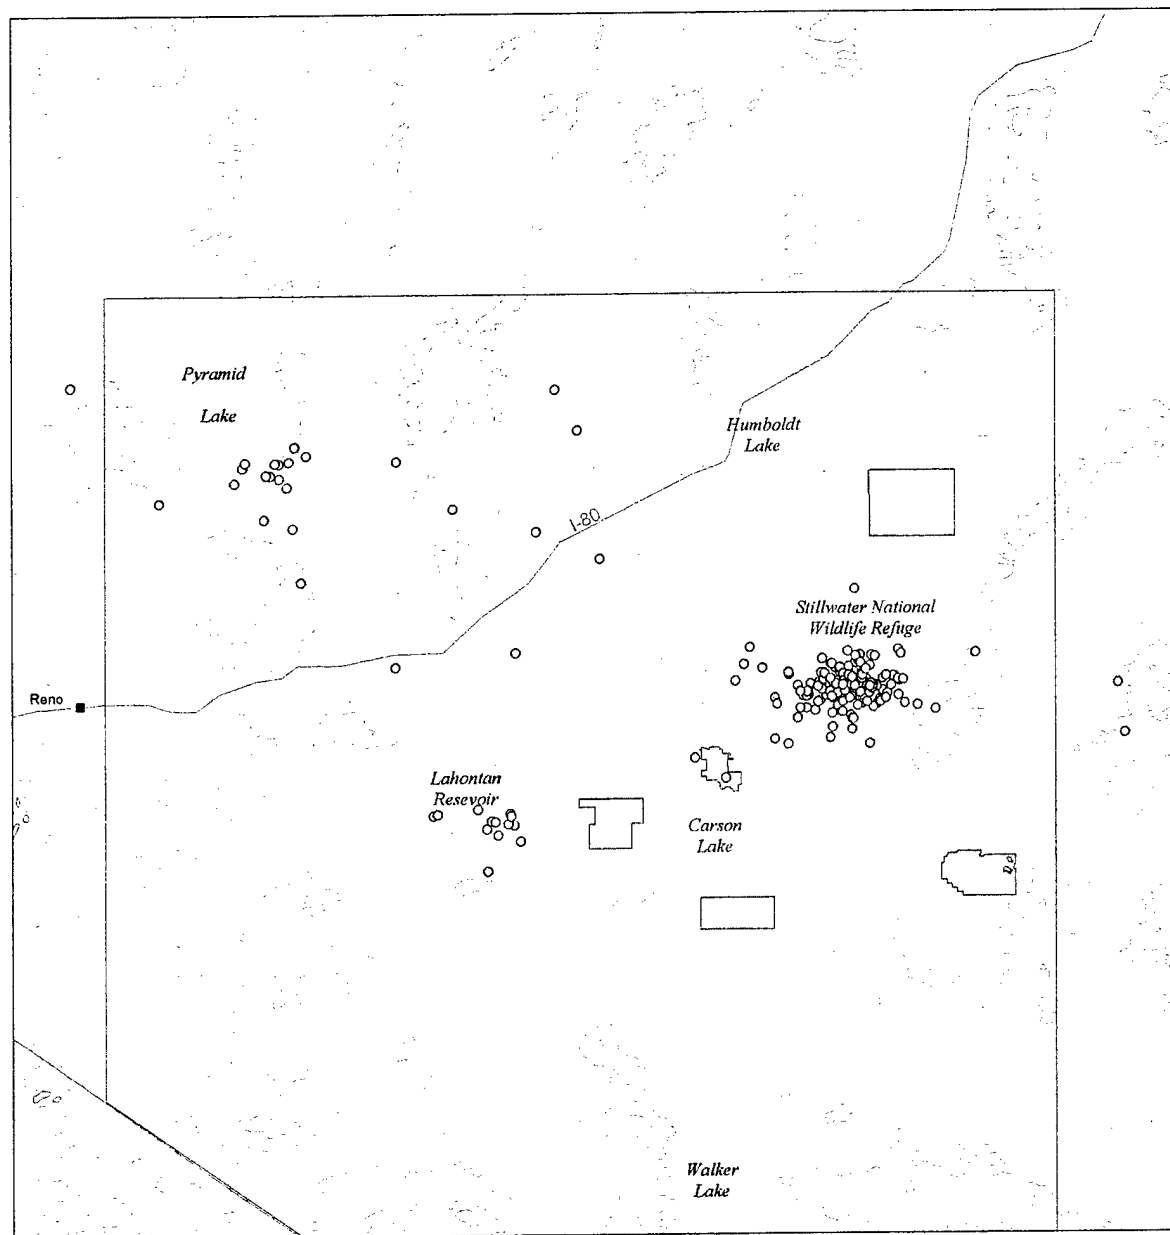 Pyramid
Lake
Humboldt
Lake
I-80
Stillwater National
Wildlife Refuge
Reno
Lahontan
Resevoir
Carson
Lake
Walker
Lake